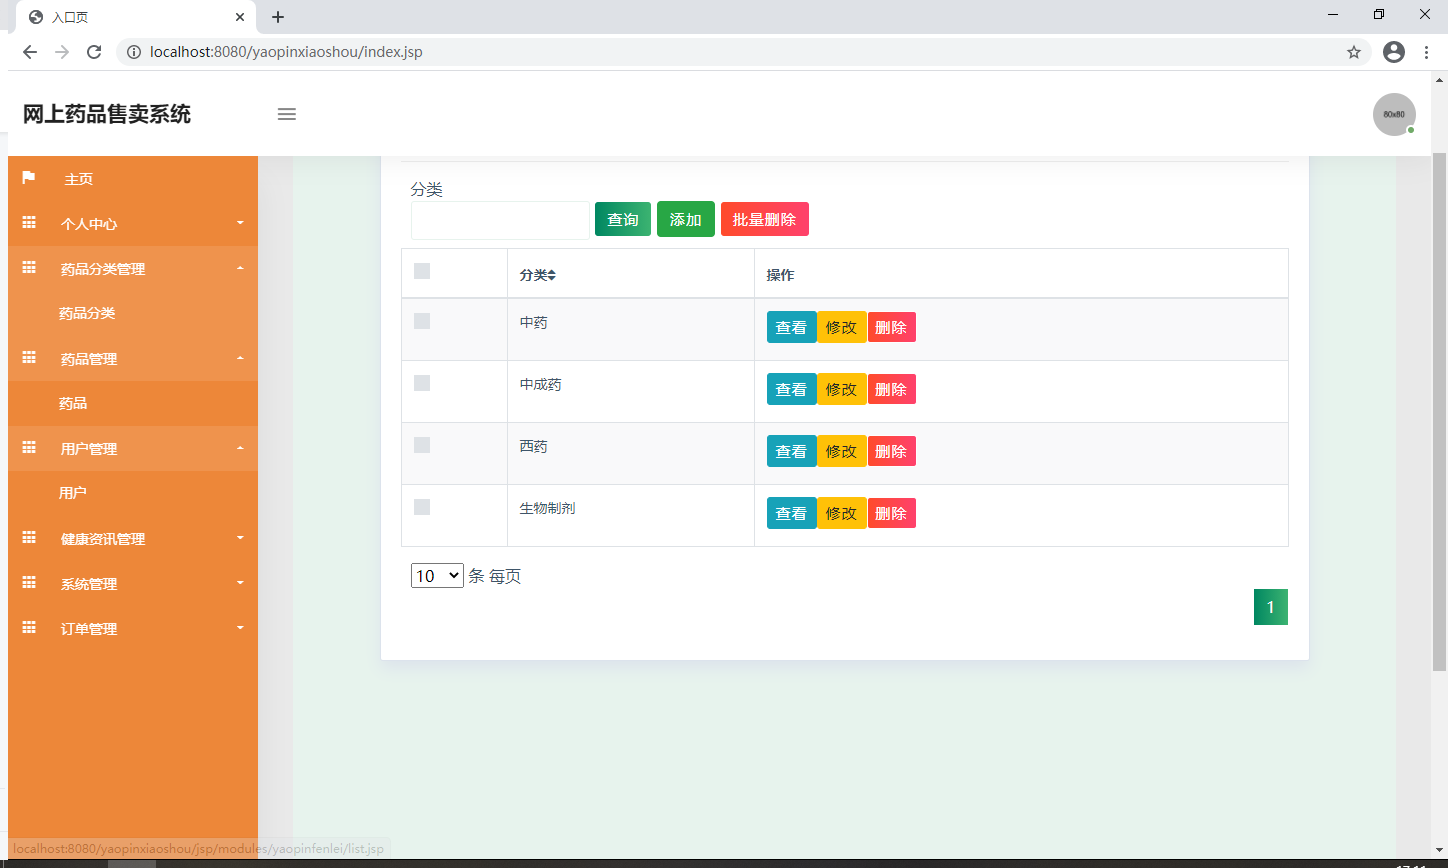 入口页
localhost:8080/yaopinxiaoshou/index.jsp
网上药品售卖系统
80x80
主页
个人中心
药品分类管理
药品分类
药品管理
药品
用户管理
用户
健康资讯管理
系统管理
订单管理
分类
查询 添加 批量删除
分类 操作
中药 查看 修改 删除
中成药 查看 修改 删除
西药 查看 修改 删除
生物制剂 查看 修改 删除
10 条 每页
1
localhost:8080/yaopinxiaoshou/jsp/modules/yaopinfenlei/list.jsp